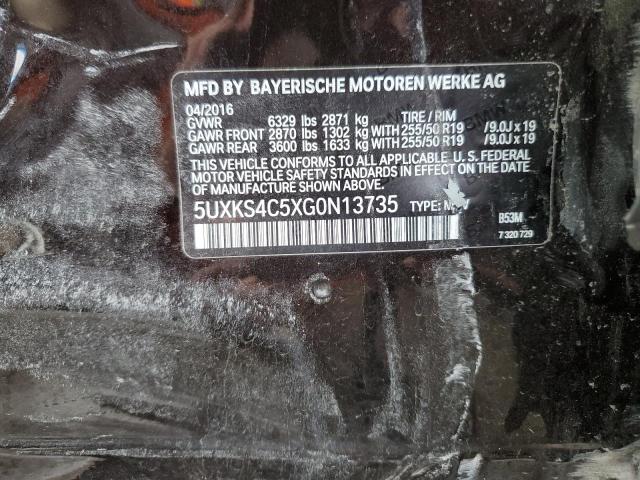 MFD BY BAYERISCHE MOTOREN WERKE AG
04/2016
GVWR 6329 lbs 2871 kg TIRE / RIM
GAWR FRONT 2870 lbs 1302 kg WITH 255/50 R19 /9.0J x 19
GAWR REAR 3600 lbs 1633 kg WITH 255/50 R19 /9.0J x 19
THIS VEHICLE CONFORMS TO ALL APPLICABLE U.S. FEDERAL
MOTOR VEHICLE SAFETY STANDARDS IN EFFECT ON THE DATE
OF MANUFACTURE SHOWN ABOVE.
5UXKS4C5XG0N13735 TYPE:
B53M
7 320 729